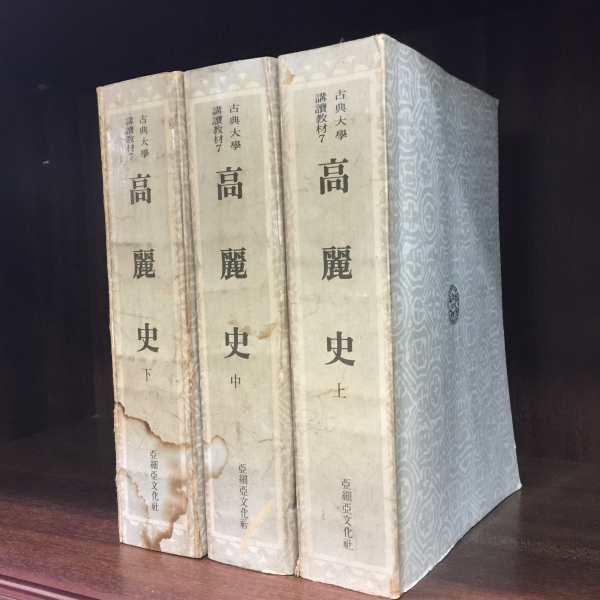 古典大學
講讀教材7
高麗史
上
亞細亞文化社
古典大學
講讀教材7
高麗史
中
亞細亞文化社
古典大學
講讀教材7
高麗史
下
亞細亞文化社